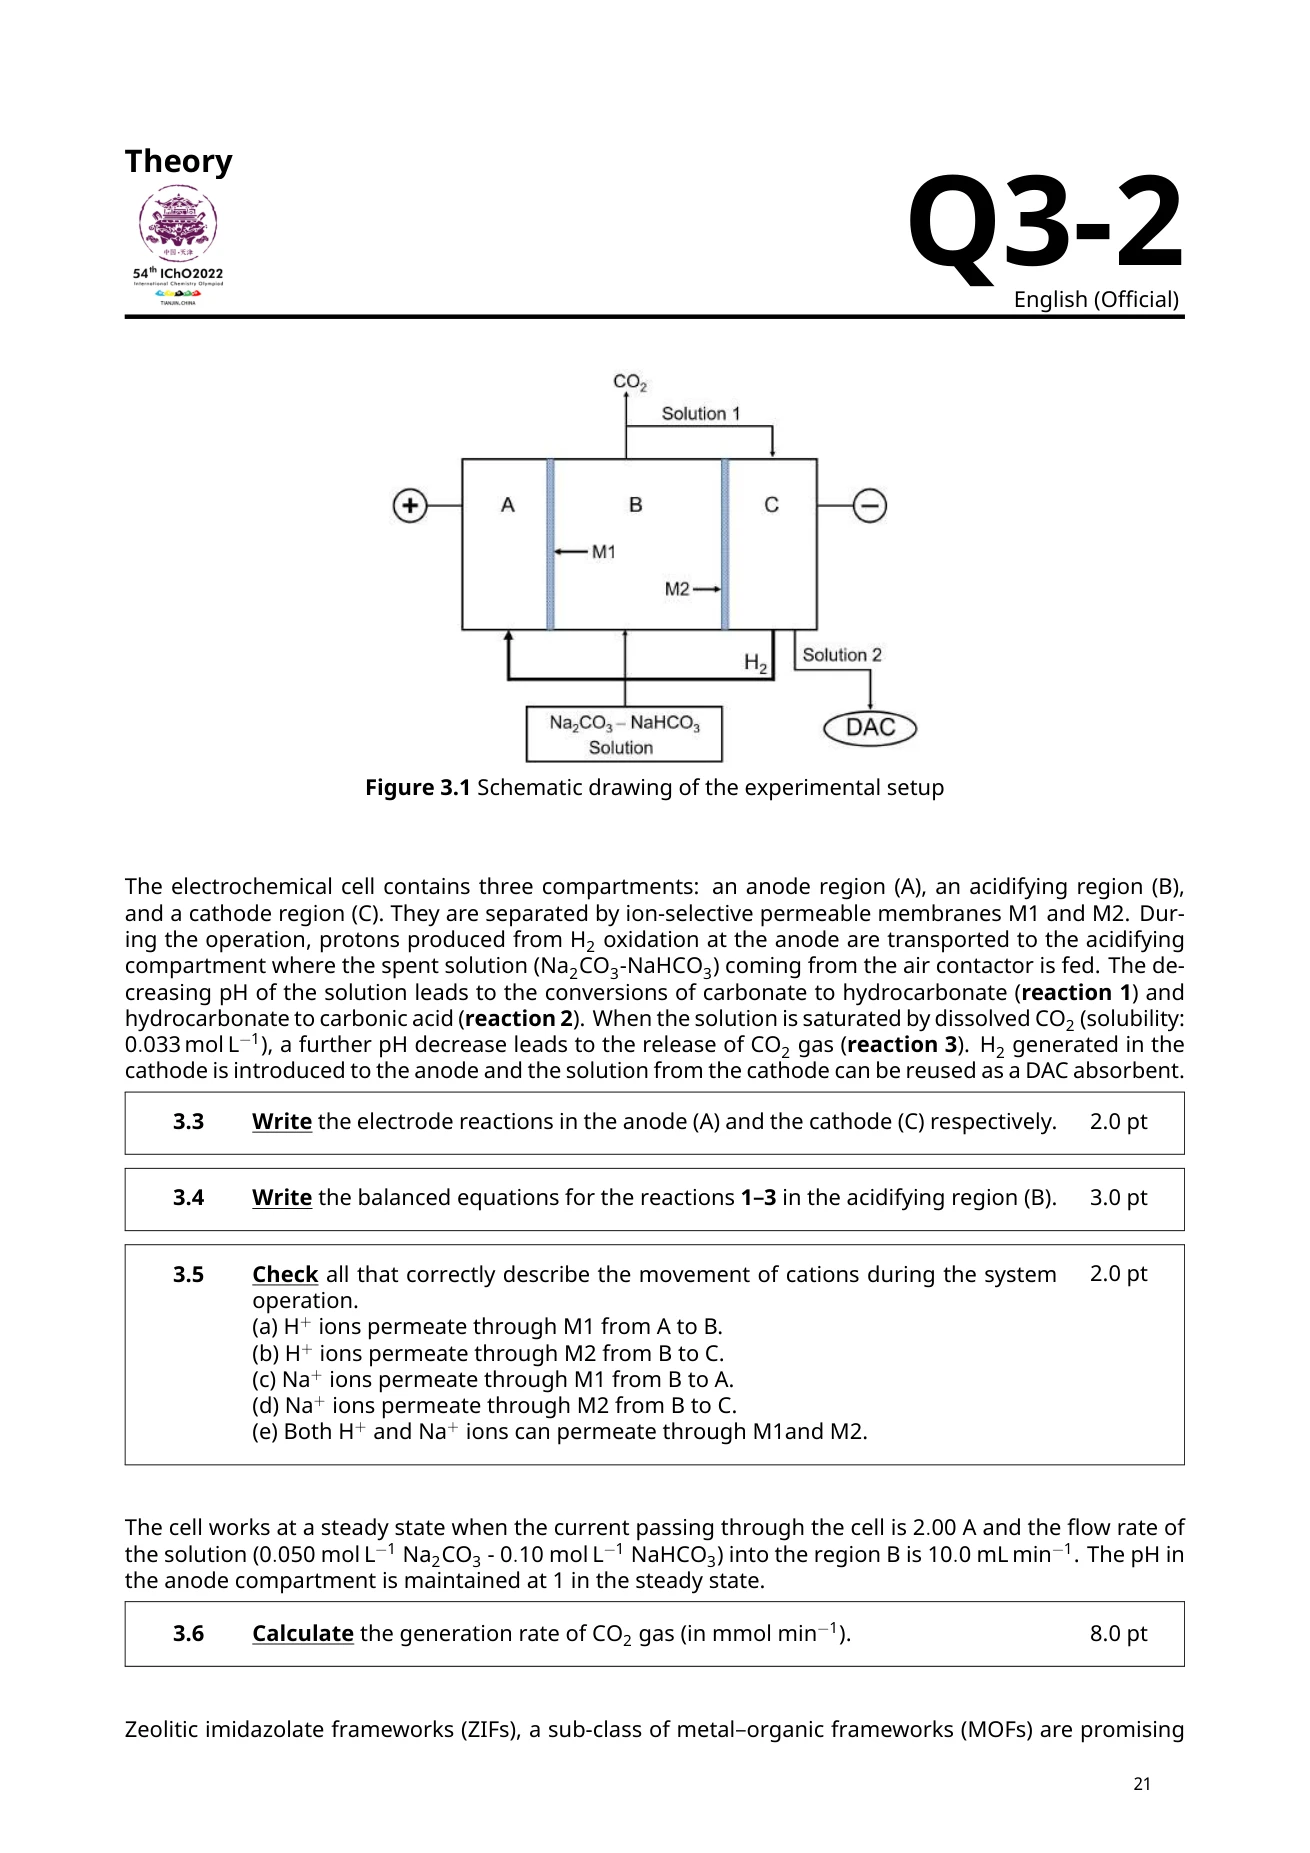 Theory
54th IChO2022
International Chemistry Olympiad
TIANJIN, CHINA
中国·天津
Q3-2
English (Official)
CO2
Solution 1
+
A
B
C
−
M1
M2
H2
Solution 2
Na2CO3 – NaHCO3
Solution
DAC
Figure 3.1 Schematic drawing of the experimental setup
The electrochemical cell contains three compartments: an anode region (A), an acidifying region (B),
and a cathode region (C). They are separated by ion-selective permeable membranes M1 and M2. Dur-
ing the operation, protons produced from H2 oxidation at the anode are transported to the acidifying
compartment where the spent solution (Na2CO3-NaHCO3) coming from the air contactor is fed. The de-
creasing pH of the solution leads to the conversions of carbonate to hydrocarbonate (reaction 1) and
hydrocarbonate to carbonic acid (reaction 2). When the solution is saturated by dissolved CO2 (solubility:
0.033 mol L−1), a further pH decrease leads to the release of CO2 gas (reaction 3). H2 generated in the
cathode is introduced to the anode and the solution from the cathode can be reused as a DAC absorbent.
3.3 Write the electrode reactions in the anode (A) and the cathode (C) respectively. 2.0 pt
3.4 Write the balanced equations for the reactions 1–3 in the acidifying region (B). 3.0 pt
3.5 Check all that correctly describe the movement of cations during the system 2.0 pt
operation.
(a) H+ ions permeate through M1 from A to B.
(b) H+ ions permeate through M2 from B to C.
(c) Na+ ions permeate through M1 from B to A.
(d) Na+ ions permeate through M2 from B to C.
(e) Both H+ and Na+ ions can permeate through M1and M2.
The cell works at a steady state when the current passing through the cell is 2.00 A and the flow rate of
the solution (0.050 mol L−1 Na2CO3 - 0.10 mol L−1 NaHCO3) into the region B is 10.0 mL min−1. The pH in
the anode compartment is maintained at 1 in the steady state.
3.6 Calculate the generation rate of CO2 gas (in mmol min−1). 8.0 pt
Zeolitic imidazolate frameworks (ZIFs), a sub-class of metal−organic frameworks (MOFs) are promising
21